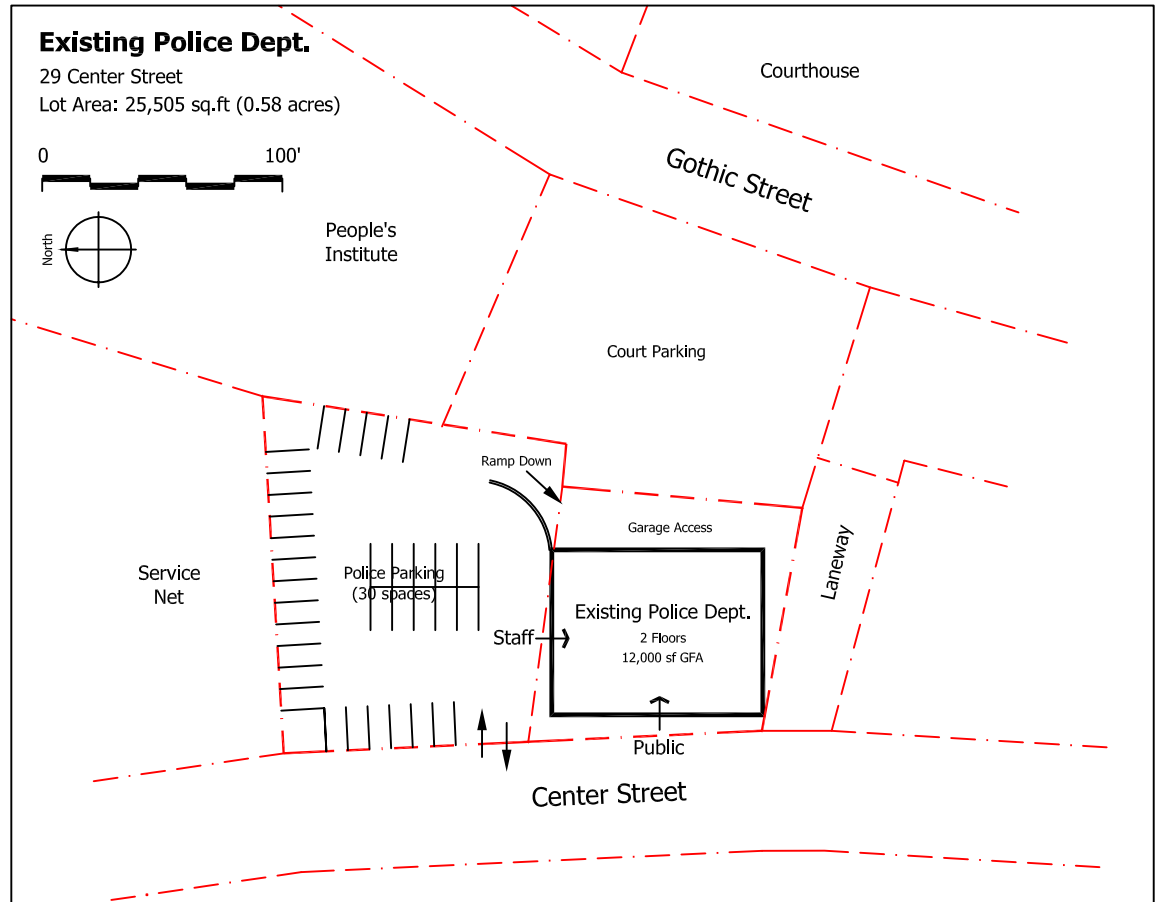 Existing Police Dept.
29 Center Street
Lot Area: 25,505 sq.ft (0.58 acres)
0 100'
North
Courthouse
Gothic Street
People's
Institute
Court Parking
Ramp Down
Garage Access
Laneway
Service
Net
Police Parking
(30 spaces)
Existing Police Dept.
2 Floors
12,000 sf GFA
Staff
Public
Center Street